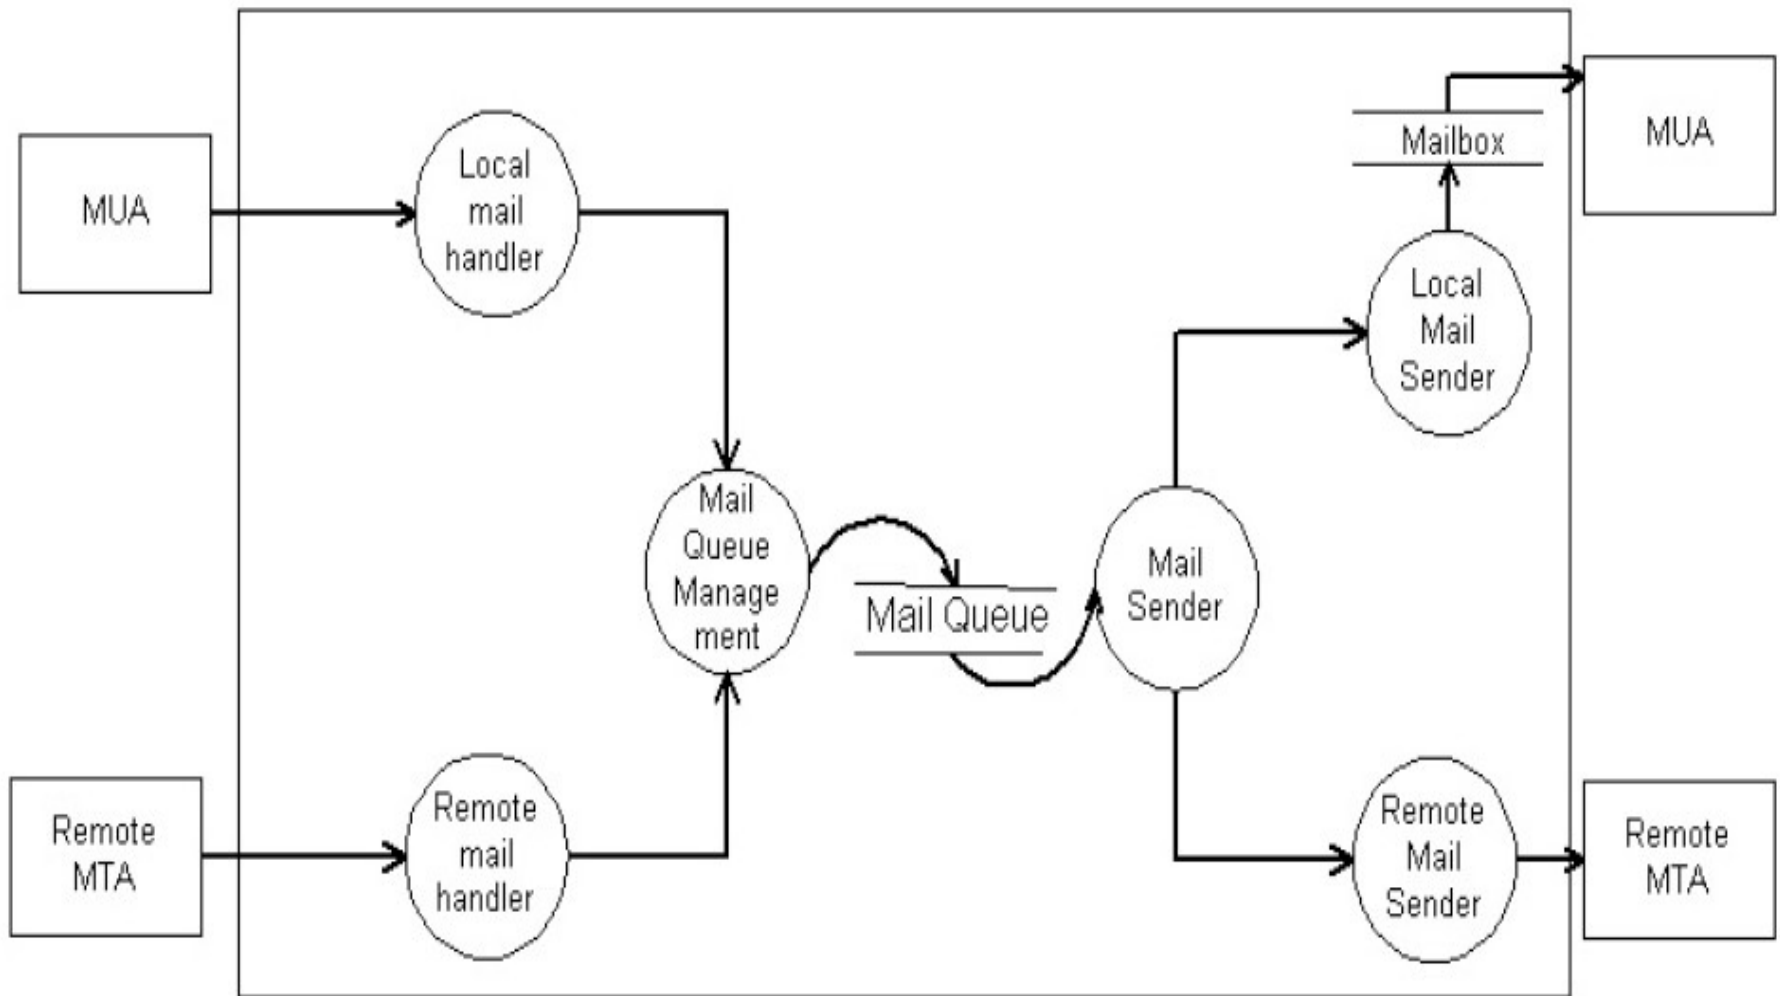 MUA
Local
mail
handler
Mailbox
MUA
Local
Mail
Sender
Mail
Queue
Manage
ment
Mail Queue
Mail
Sender
Remote
MTA
Remote
mail
handler
Remote
Mail
Sender
Remote
MTA